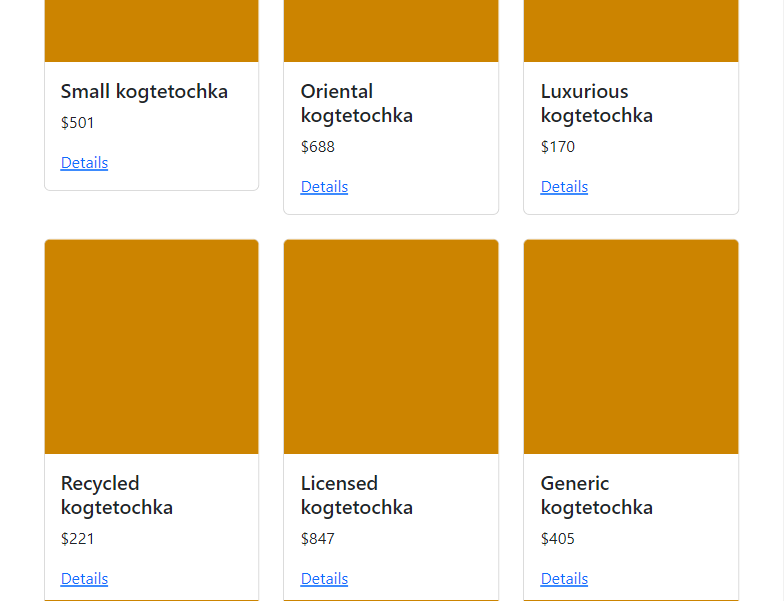 Small kogtetochka
$501
Details
Oriental
kogtetochka
$688
Details
Luxurious
kogtetochka
$170
Details
Recycled
kogtetochka
$221
Details
Licensed
kogtetochka
$847
Details
Generic
kogtetochka
$405
Details